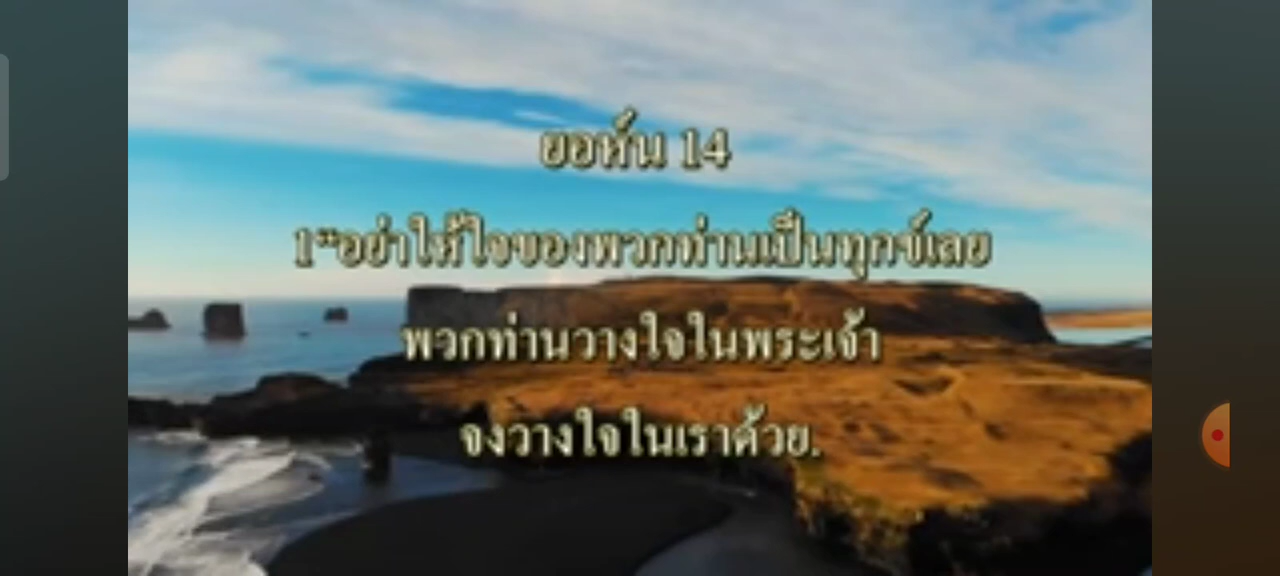 ยอห์น 14
1“อย่าให้ใจของพวกท่านเป็นทุกข์เลย
พวกท่านวางใจในพระเจ้า
จงวางใจในเราด้วย.